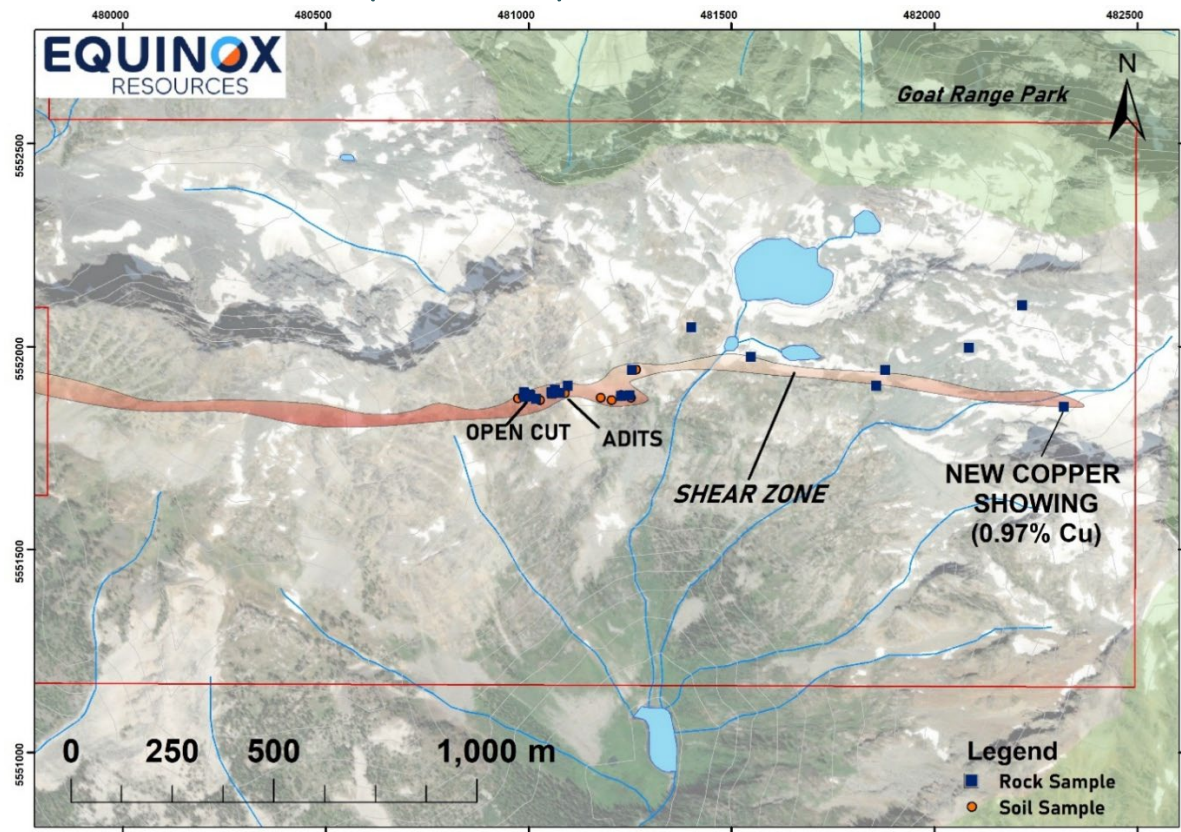 480000
480500
481000
481500
482000
482500
EQUINOX
RESOURCES
N
Goat Range Park
5552500
5552000
5551500
5551000
OPEN CUT
ADITS
SHEAR ZONE
NEW COPPER
SHOWING
(0.97% Cu)
0 250 500 1,000 m
Legend
Rock Sample
Soil Sample